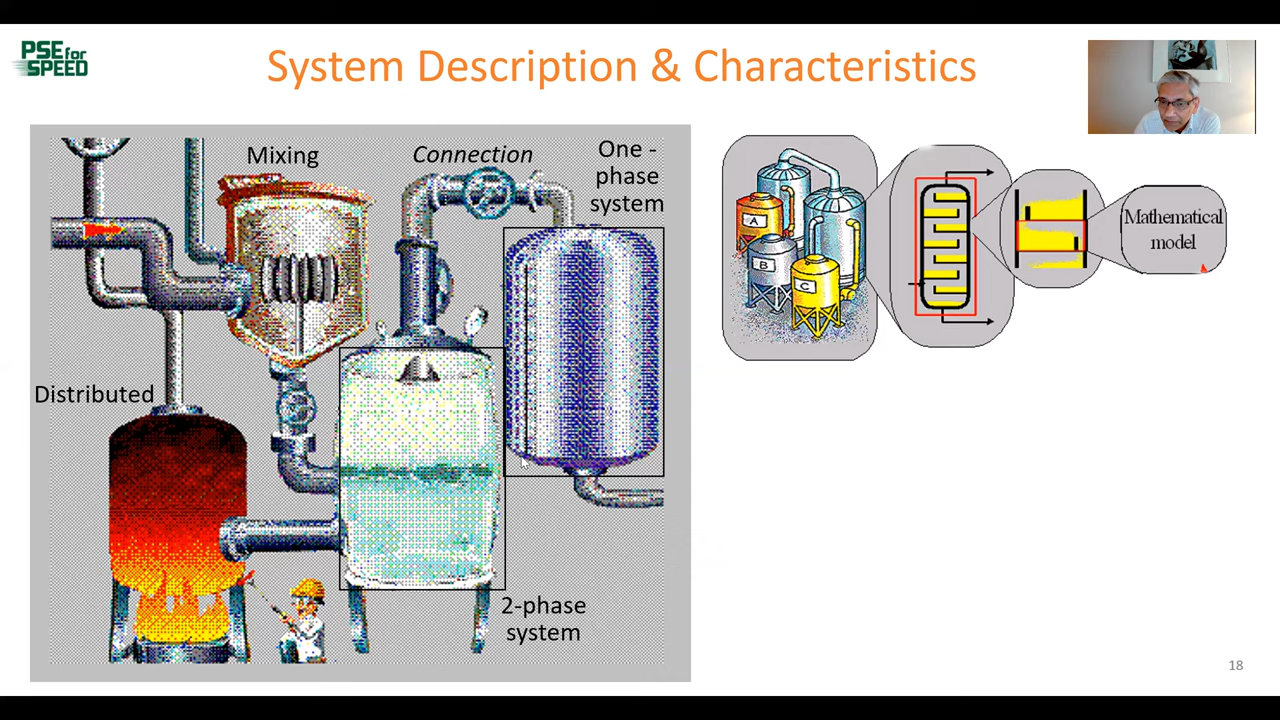 PSE for
SPEED
System Description & Characteristics
Mixing
Connection
One -
phase
system
Distributed
2-phase
system
A
B
C
Mathematical
model
18